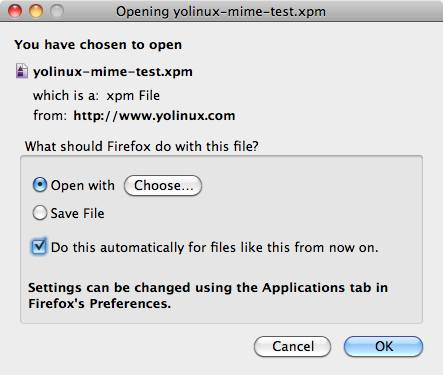 Opening yolinux-mime-test.xpm
You have chosen to open
yolinux-mime-test.xpm
which is a: xpm File
from: http://www.yolinux.com
What should Firefox do with this file?
Open with Choose...
Save File
Do this automatically for files like this from now on.
Settings can be changed using the Applications tab in
Firefox's Preferences.
Cancel OK